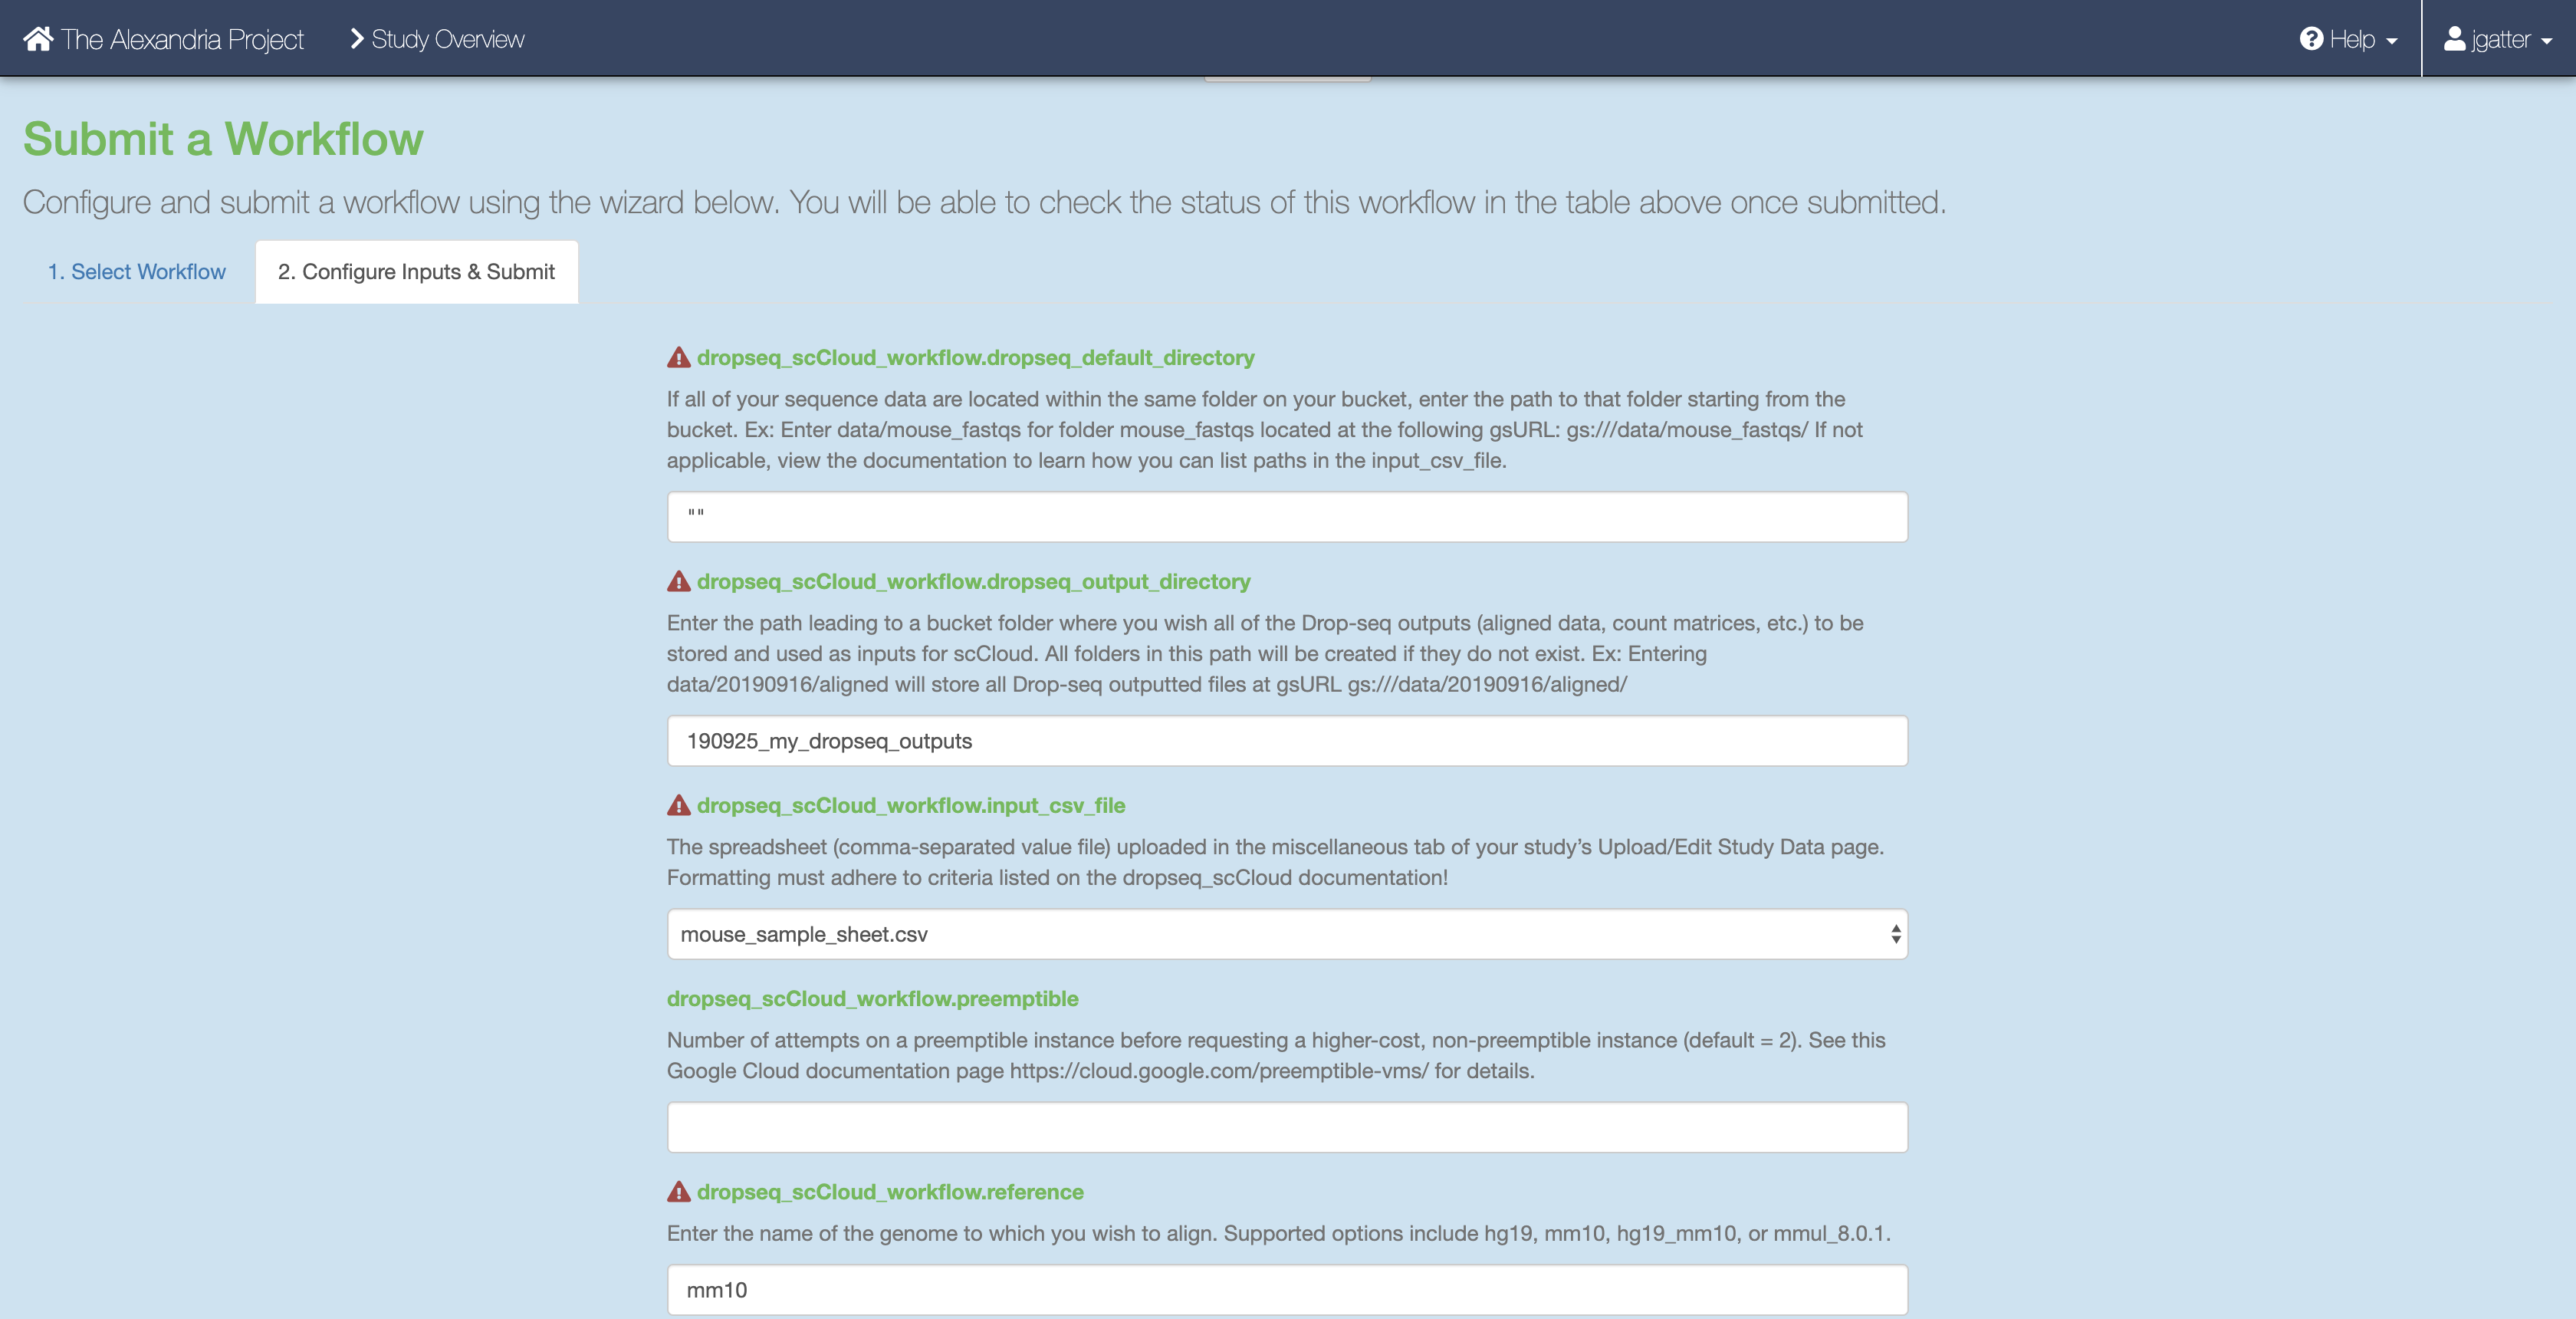 The Alexandria Project Study Overview Help jgatter
Submit a Workflow
Configure and submit a workflow using the wizard below. You will be able to check the status of this workflow in the table above once submitted.
1. Select Workflow 2. Configure Inputs & Submit
dropseq_scCloud_workflow.dropseq_default_directory
If all of your sequence data are located within the same folder on your bucket, enter the path to that folder starting from the
bucket. Ex: Enter data/mouse_fastqs for folder mouse_fastqs located at the following gsURL: gs:///data/mouse_fastqs/ If not
applicable, view the documentation to learn how you can list paths in the input_csv_file.
""
dropseq_scCloud_workflow.dropseq_output_directory
Enter the path leading to a bucket folder where you wish all of the Drop-seq outputs (aligned data, count matrices, etc.) to be
stored and used as inputs for scCloud. All folders in this path will be created if they do not exist. Ex: Entering
data/20190916/aligned will store all Drop-seq outputted files at gsURL gs:///data/20190916/aligned/
190925_my_dropseq_outputs
dropseq_scCloud_workflow.input_csv_file
The spreadsheet (comma-separated value file) uploaded in the miscellaneous tab of your study’s Upload/Edit Study Data page.
Formatting must adhere to criteria listed on the dropseq_scCloud documentation!
mouse_sample_sheet.csv
dropseq_scCloud_workflow.preemptible
Number of attempts on a preemptible instance before requesting a higher-cost, non-preemptible instance (default = 2). See this
Google Cloud documentation page https://cloud.google.com/preemptible-vms/ for details.
dropseq_scCloud_workflow.reference
Enter the name of the genome to which you wish to align. Supported options include hg19, mm10, hg19_mm10, or mmul_8.0.1.
mm10